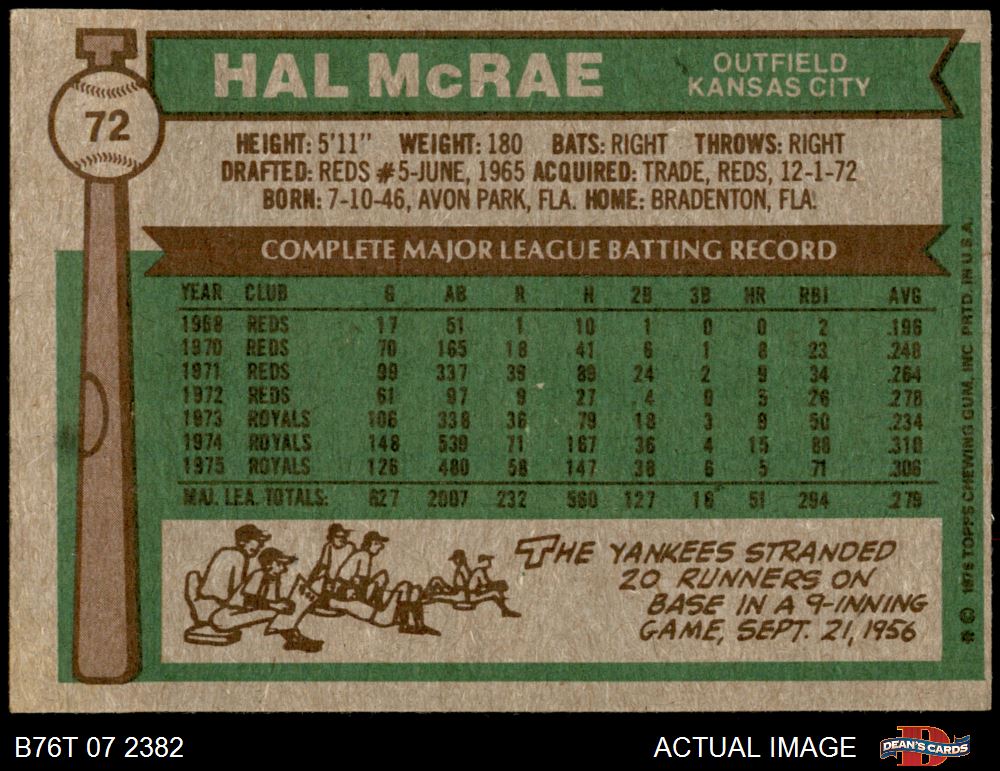 HAL McRAE
OUTFIELD
KANSAS CITY
72
HEIGHT: 5'11" WEIGHT: 180 BATS: RIGHT THROWS: RIGHT
DRAFTED: REDS #5-JUNE, 1965 ACQUIRED: TRADE, REDS, 12-1-72
BORN: 7-10-46, AVON PARK, FLA. HOME: BRADENTON, FLA.
COMPLETE MAJOR LEAGUE BATTING RECORD
YEAR CLUB G AB R H 2B 3B HR RBI AVG
1968 REDS 17 51 1 10 1 0 0 2 .196
1970 REDS 70 165 18 41 6 1 8 23 .248
1971 REDS 99 337 39 89 24 2 9 34 .264
1972 REDS 61 97 9 27 4 0 5 26 .278
1973 ROYALS 106 338 36 79 18 3 9 50 .234
1974 ROYALS 148 539 71 167 36 4 15 88 .310
1975 ROYALS 126 480 58 147 38 6 5 71 .306
MAJ. LEA. TOTALS: 627 2007 232 560 127 16 51 294 .279
THE YANKEES STRANDED
20 RUNNERS ON
BASE IN A 9-INNING
GAME, SEPT. 21, 1956
* © 1976 TOPPS CHEWING GUM, INC. PRTD. IN U.S.A.
B76T 07 2382
ACTUAL IMAGE
DEAN'S CARDS